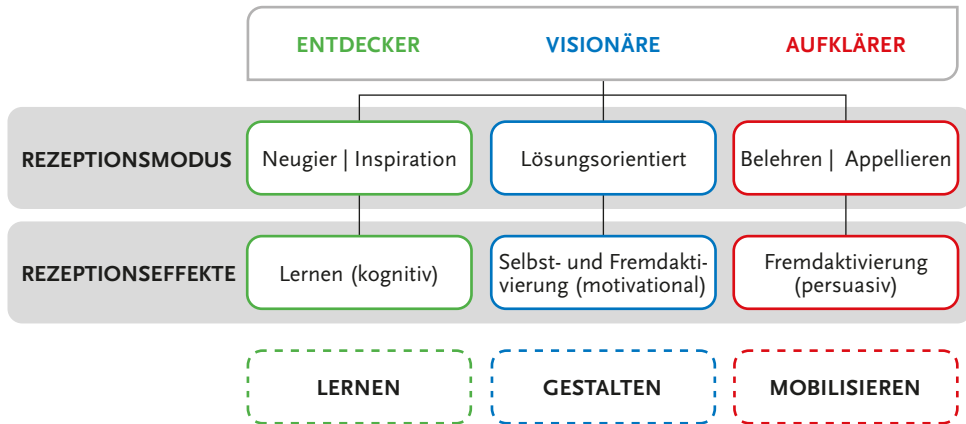 ENTDECKER VISIONÄRE AUFKLÄRER
REZEPTIONSMODUS Neugier | Inspiration Lösungsorientiert Belehren | Appellieren
REZEPTIONSEFFEKTE
Lernen (kognitiv)
Selbst- und Fremdakti-
vierung (motivational)
Fremdaktivierung
(persuasiv)
LERNEN GESTALTEN MOBILISIEREN